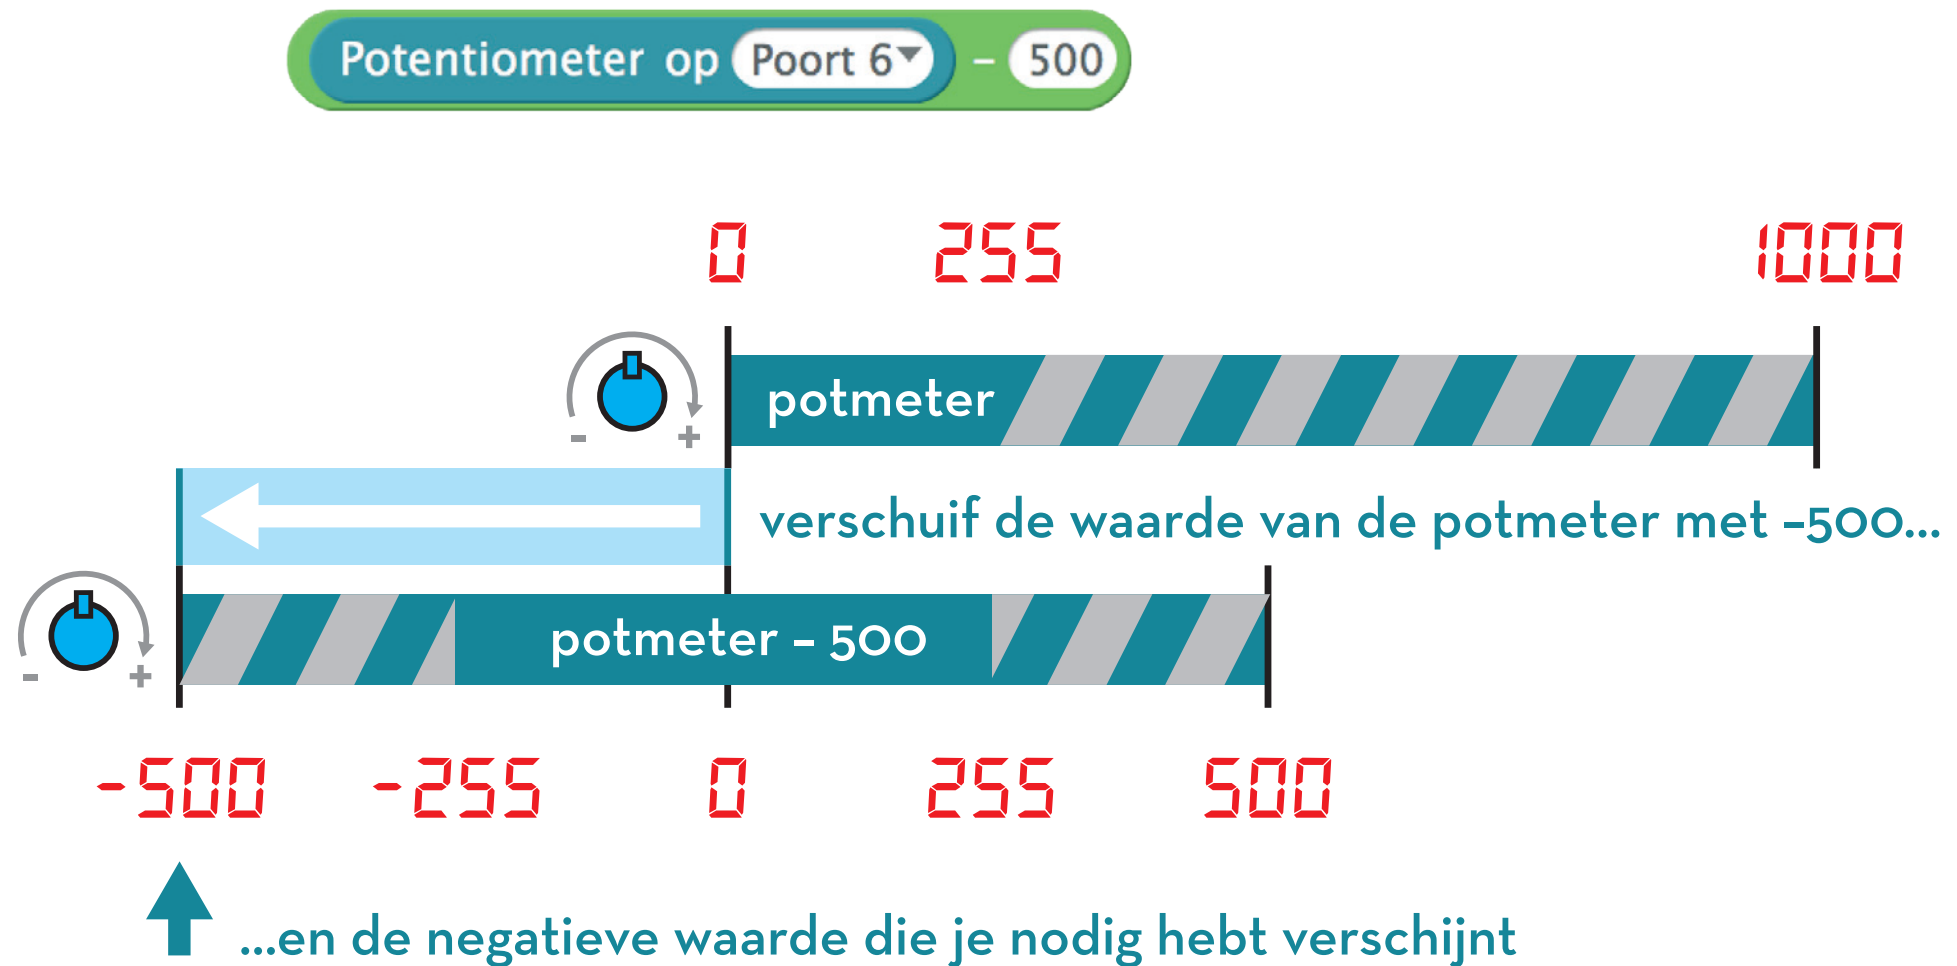 Potentiometer op Poort 6 - 500
0 255 1000
potmeter
- +
verschuif de waarde van de potmeter met -500...
potmeter - 500
- +
-500 -255 0 255 500
...en de negatieve waarde die je nodig hebt verschijnt